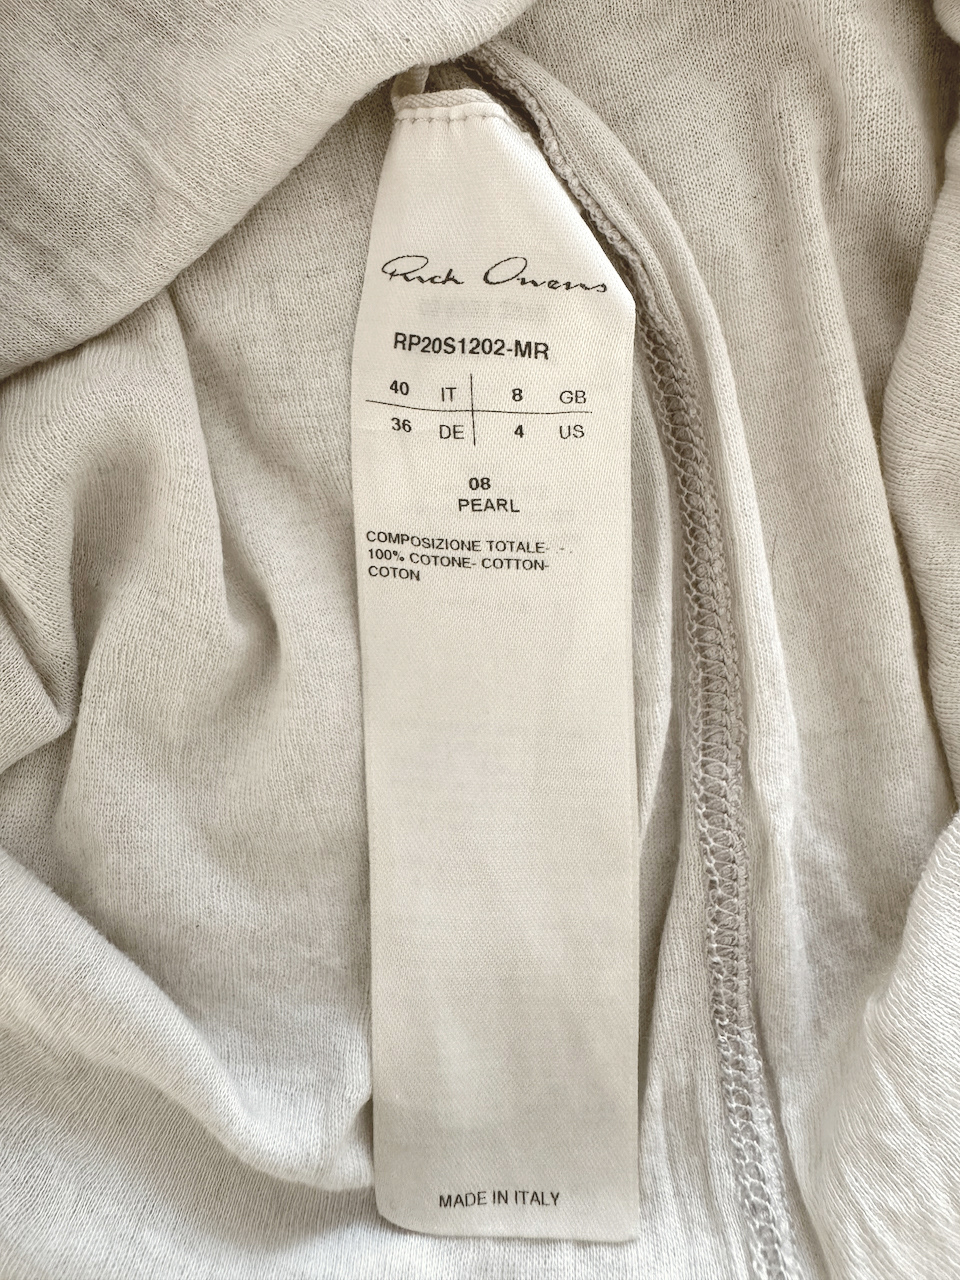 Rick Owens
RP20S1202-MR
40 IT 8 GB
36 DE 4 US
08
PEARL
COMPOSIZIONE TOTALE-
100% COTONE- COTTON-
COTON
MADE IN ITALY